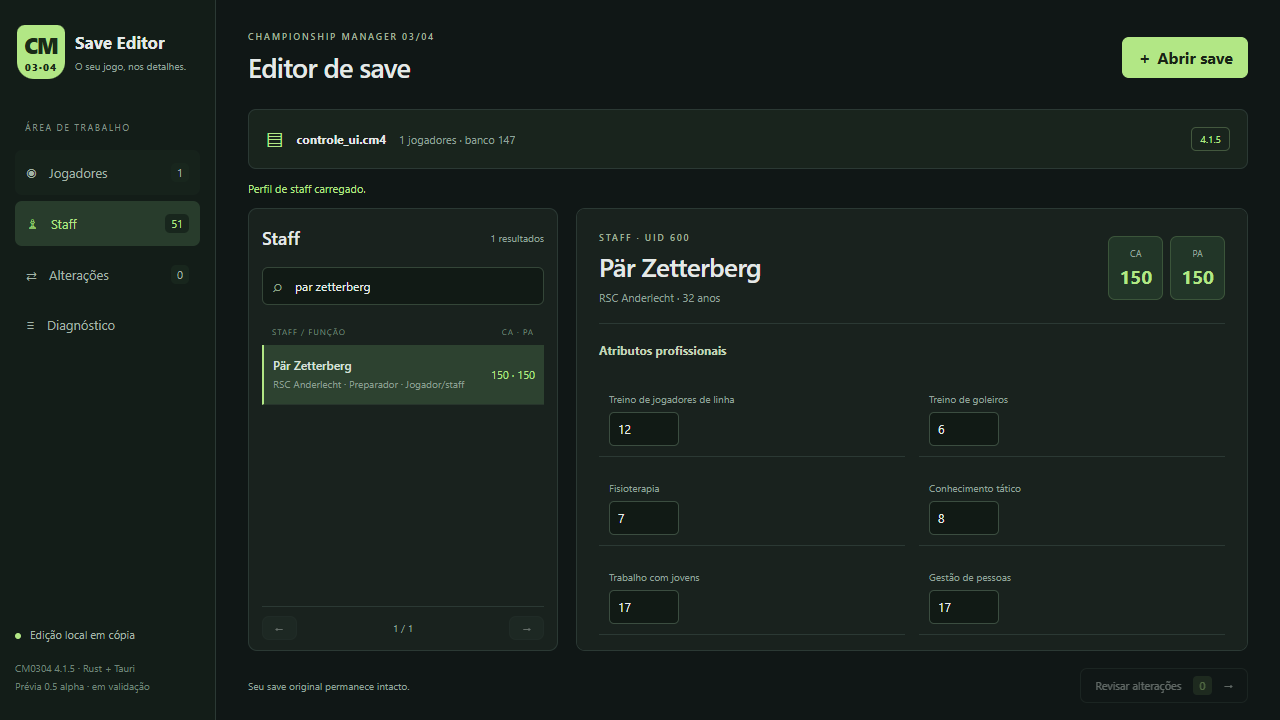 CM
03·04
Save Editor
O seu jogo, nos detalhes.
ÁREA DE TRABALHO
Jogadores 1
Staff 51
Alterações 0
Diagnóstico
Edição local em cópia
CM0304 4.1.5 · Rust + Tauri
Prévia 0.5 alpha · em validação
CHAMPIONSHIP MANAGER 03/04
Editor de save
+ Abrir save
controle_ui.cm4 1 jogadores · banco 147 4.1.5
Perfil de staff carregado.
Staff 1 resultados
par zetterberg
STAFF / FUNÇÃO CA · PA
Pär Zetterberg
RSC Anderlecht · Preparador · Jogador/staff
150 · 150
← 1 / 1 →
STAFF · UID 600
Pär Zetterberg
RSC Anderlecht · 32 anos
CA
150
PA
150
Atributos profissionais
Treino de jogadores de linha
12
Treino de goleiros
6
Fisioterapia
7
Conhecimento tático
8
Trabalho com jovens
17
Gestão de pessoas
17
Seu save original permanece intacto.
Revisar alterações 0 →